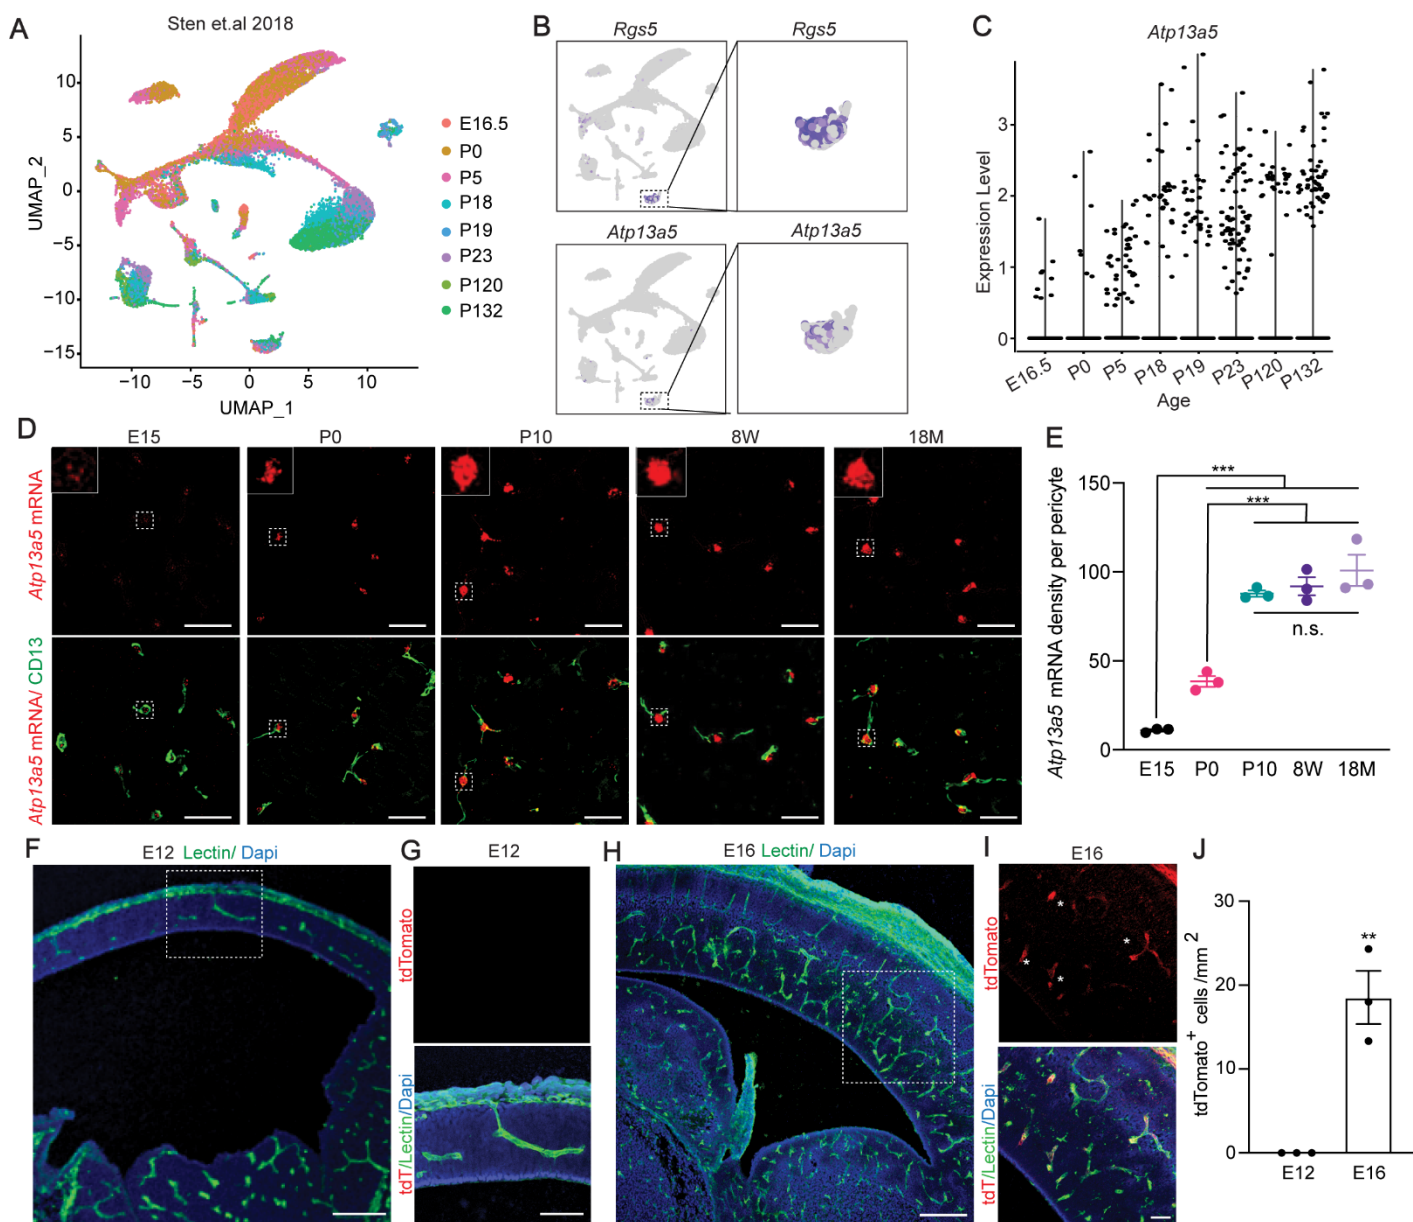 A
Sten et.al 2018
UMAP_2
10
5
0
−5
−10
−15
−10
−5
0
5
10
UMAP_1
E16.5
P0
P5
P18
P19
P23
P120
P132
B
Rgs5
Rgs5
Atp13a5
Atp13a5
C
Atp13a5
Expression Level
3
2
1
0
E16.5
P0
P5
P18
P19
P23
P120
P132
Age
D
E15
P0
P10
8W
18M
Atp13a5 mRNA
Atp13a5 mRNA/ CD13
E
Atp13a5 mRNA density per pericyte
150
100
50
0
***
***
n.s.
E15
P0
P10
8W
18M
F
E12 Lectin/ Dapi
G
E12
tdTomato
tdT/Lectin/Dapi
H
E16 Lectin/ Dapi
I
E16
tdTomato
* * * *
tdT/Lectin/Dapi
J
tdTomato+ cells /mm2
30
20
10
0
**
E12
E16